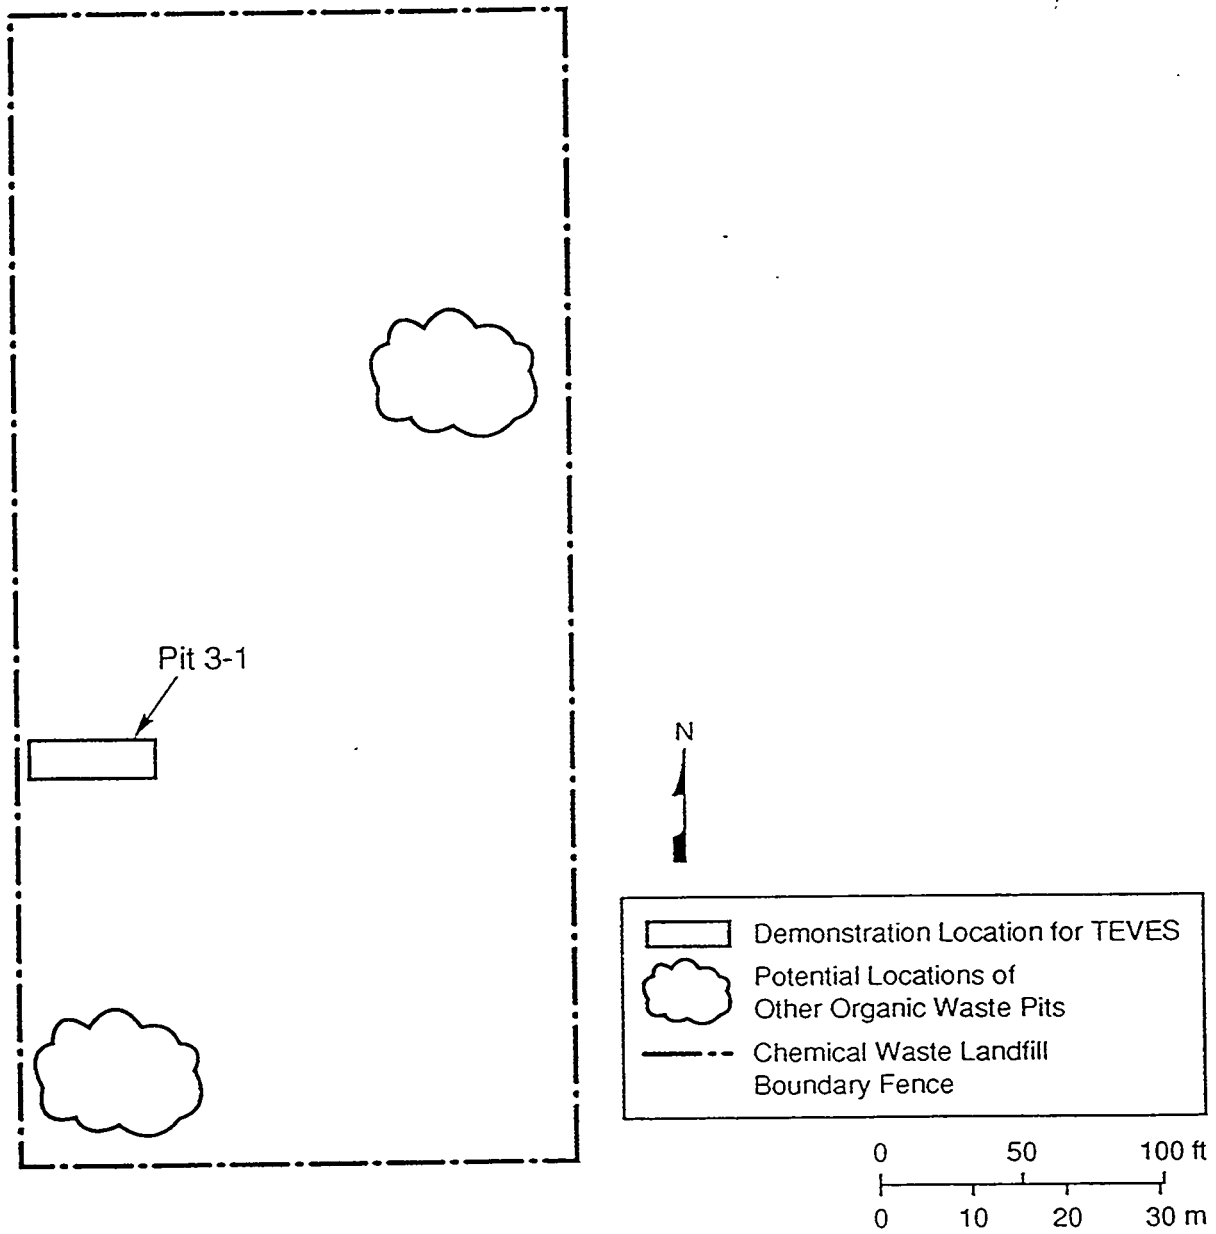 Pit 3-1
N
Demonstration Location for TEVES
Potential Locations of
Other Organic Waste Pits
Chemical Waste Landfill
Boundary Fence
0 50 100 ft
0 10 20 30 m